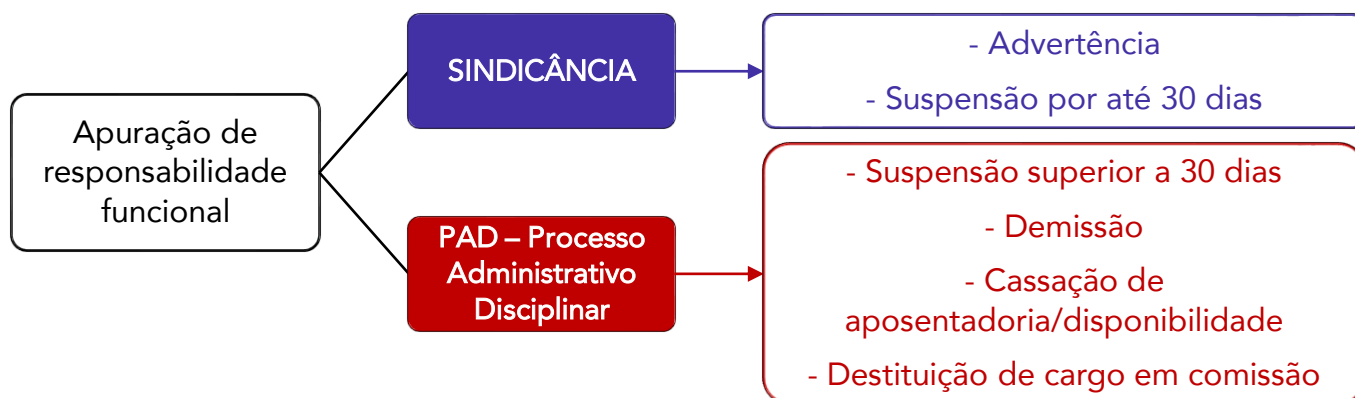 Apuração de
responsabilidade
funcional
SINDICÂNCIA
- Advertência
- Suspensão por até 30 dias
PAD – Processo
Administrativo
Disciplinar
- Suspensão superior a 30 dias
- Demissão
- Cassação de
aposentadoria/disponibilidade
- Destituição de cargo em comissão